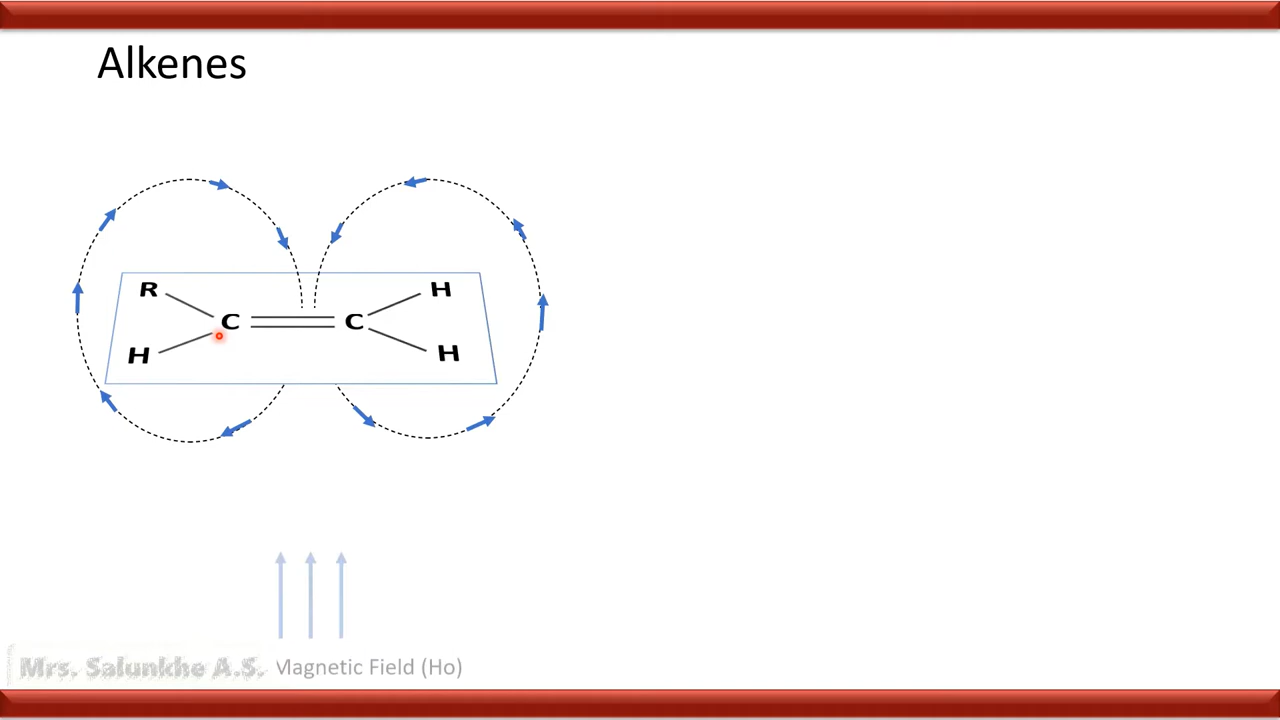 Alkenes
R H
C C
H H
Mrs. Salunkhe A.S. Magnetic Field (Ho)